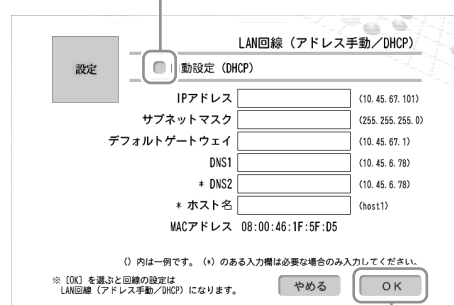 LAN回線（アドレス手動／DHCP）
設定
動設定（DHCP）
IPアドレス (10.45.67.101)
サブネットマスク (255.255.255.0)
デフォルトゲートウェイ (10.45.67.1)
DNS1 (10.45.6.78)
* DNS2 (10.45.6.78)
* ホスト名 (host1)
MACアドレス 08:00:46:1F:5F:D5
() 内は一例です。 (*) のある入力欄は必要な場合のみ入力してください。
※ [OK] を選ぶと回線の設定は
LAN回線（アドレス手動／DHCP）になります。
やめる OK